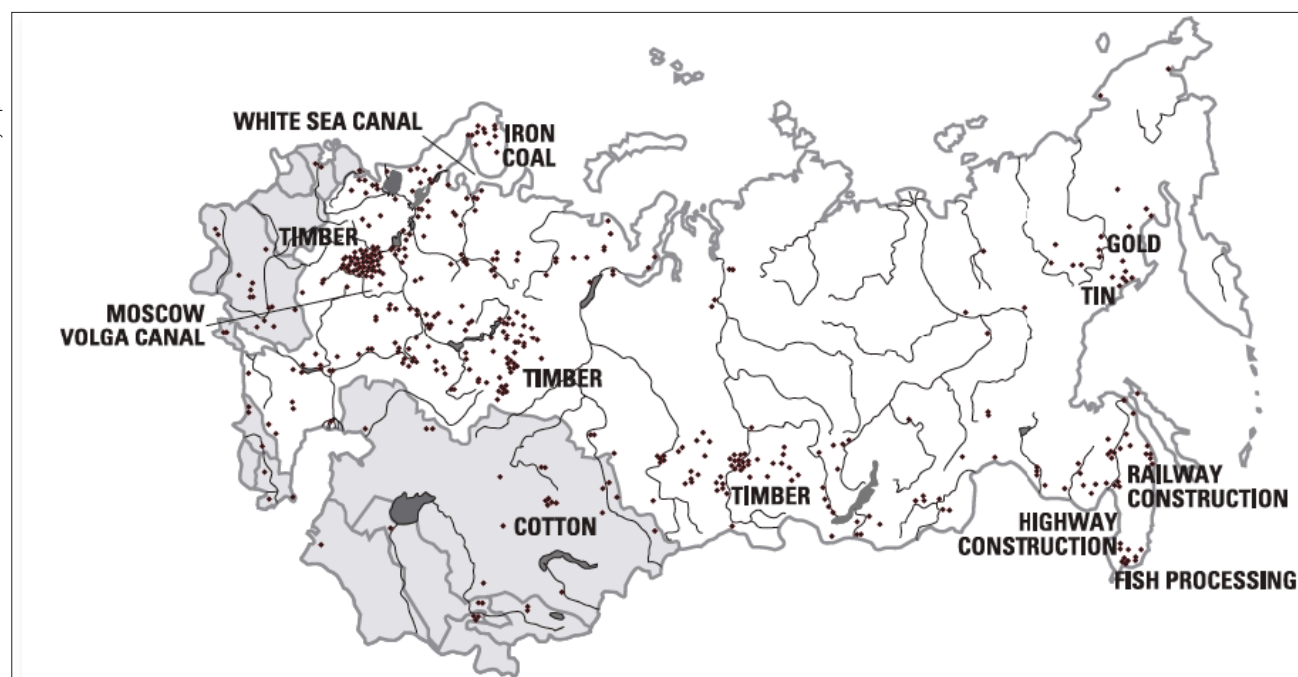 WHITE SEA CANAL
IRON
COAL
TIMBER
GOLD
TIN
MOSCOW
VOLGA CANAL
TIMBER
TIMBER
RAILWAY
CONSTRUCTION
COTTON
HIGHWAY
CONSTRUCTION
FISH PROCESSING